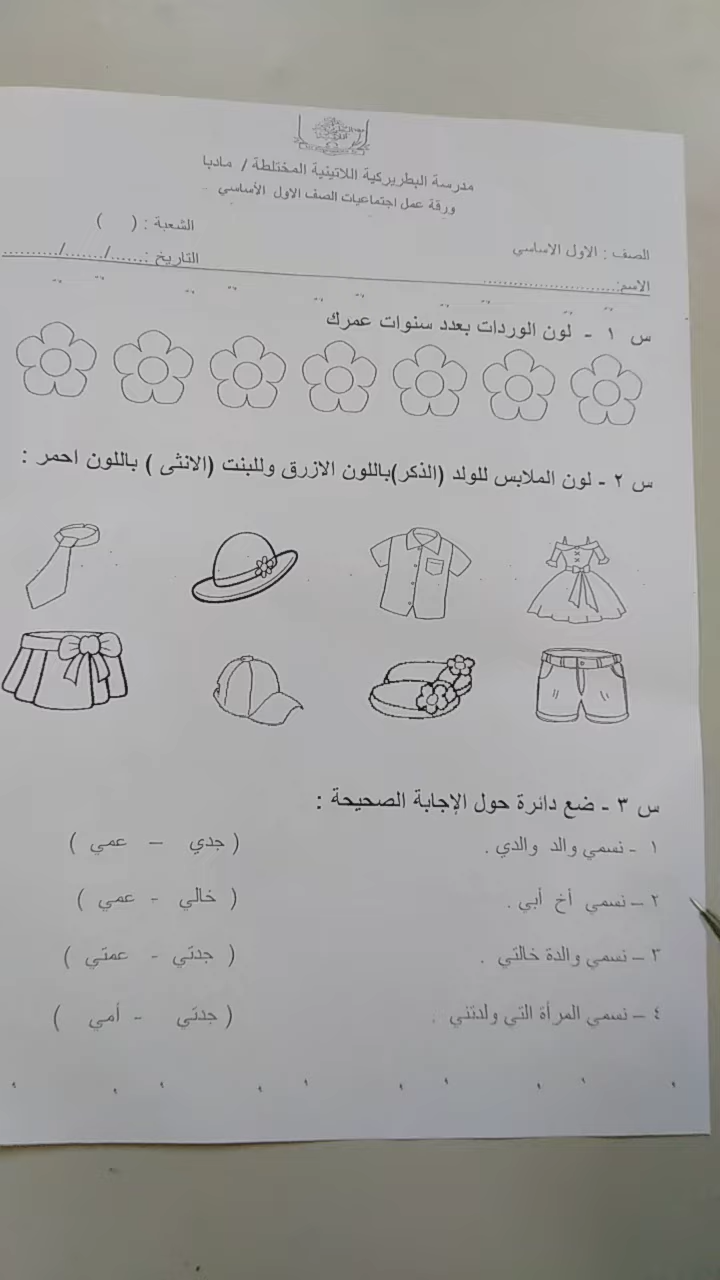 مدرسة البطريركية اللاتينية المختلطة / مادبا
ورقة عمل اجتماعيات الصف الاول الأساسي
الصف : الاول الاساسي الشعبة : ( )
الاسم:........................... التاريخ :....../......./..........
س ١ - لون الوردات بعدد سنوات عمرك
س ٢ - لون الملابس للولد (الذكر)باللون الازرق وللبنت (الانثى ) باللون احمر :
س ٣ - ضع دائرة حول الإجابة الصحيحة :
١ - نسمي والد والدي . ( جدي – عمي )
٢ – نسمي أخ أبي . ( خالي - عمي )
٣ – نسمي والدة خالتي . ( جدتي - عمتي )
٤ – نسمي المرأة التي ولدتني . ( جدتي - أمي )